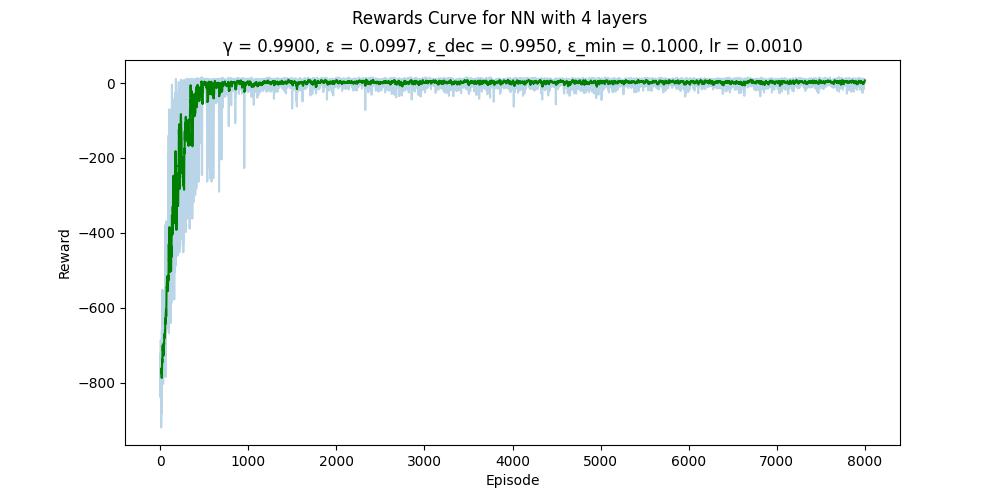 Rewards Curve for NN with 4 layers
γ = 0.9900, ε = 0.0997, ε_dec = 0.9950, ε_min = 0.1000, lr = 0.0010
0
−200
−400
−600
−800
Reward
0 1000 2000 3000 4000 5000 6000 7000 8000
Episode